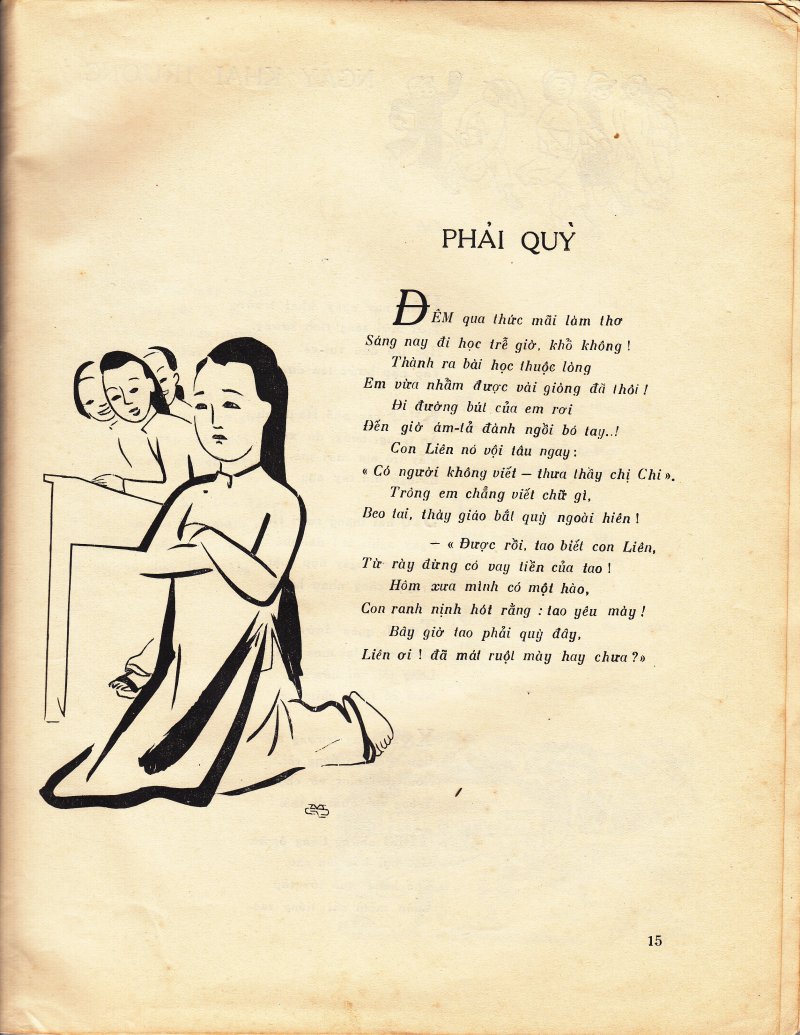 PHẢI QUỲ
ĐÊM qua thức mãi làm thơ
Sáng nay đi học trễ giờ, khổ không !
Thành ra bài học thuộc lòng
Em vừa nhầm được vài giòng đã thôi !
Đi đường bút của em rơi
Đến giờ ám-tả đành ngồi bó tay..!
Con Liên nó vội tâu ngay :
« Có người không viết — thưa thầy chị Chi ».
Tròng em chẳng viết chữ gì,
Beo tai, thày giáo bắt quỳ ngoài hiên !
— « Được rồi, tao biết con Liên,
Từ rày đừng có vay tiền của tao !
Hôm xưa mình có một hào,
Con ranh nịnh hót rằng : tao yêu mày !
Bây giờ tao phải quỳ đây,
Liên ơi ! đã mát ruột mày hay chưa ?»
15